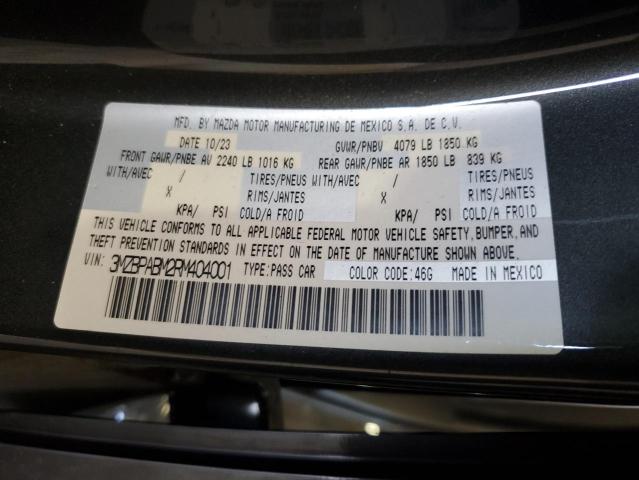 MFD. BY MAZDA MOTOR MANUFACTURING DE MEXICO S.A. DE C.V.
DATE 10/23 GVWR/PNBV 4079 LB 1850 KG
FRONT GAWR/PNBE AV 2240 LB 1016 KG REAR GAWR/PNBE AR 1850 LB 839 KG
WITH/AVEC / TIRES/PNEUS WITH/AVEC / TIRES/PNEUS
X RIMS/JANTES X RIMS/JANTES
KPA/ PSI COLD/A FROID KPA/ PSI COLD/A FROID
THIS VEHICLE CONFORMS TO ALL APPLICABLE FEDERAL MOTOR VEHICLE SAFETY, BUMPER, AND
THEFT PREVENTION STANDARDS IN EFFECT ON THE DATE OF MANUFACTURE SHOWN ABOVE.
VIN: 3MZBPABM2RM404001 TYPE:PASS CAR COLOR CODE:46G MADE IN MEXICO